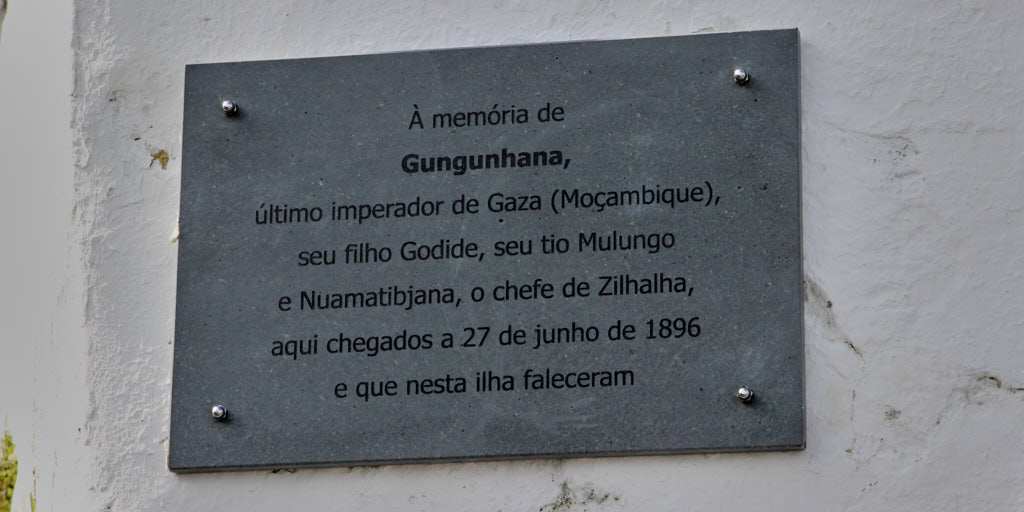 À memória de
Gungunhana,
último imperador de Gaza (Moçambique),
seu filho Godide, seu tio Mulungo
e Nuamatibjana, o chefe de Zilhalha,
aqui chegados a 27 de junho de 1896
e que nesta ilha faleceram